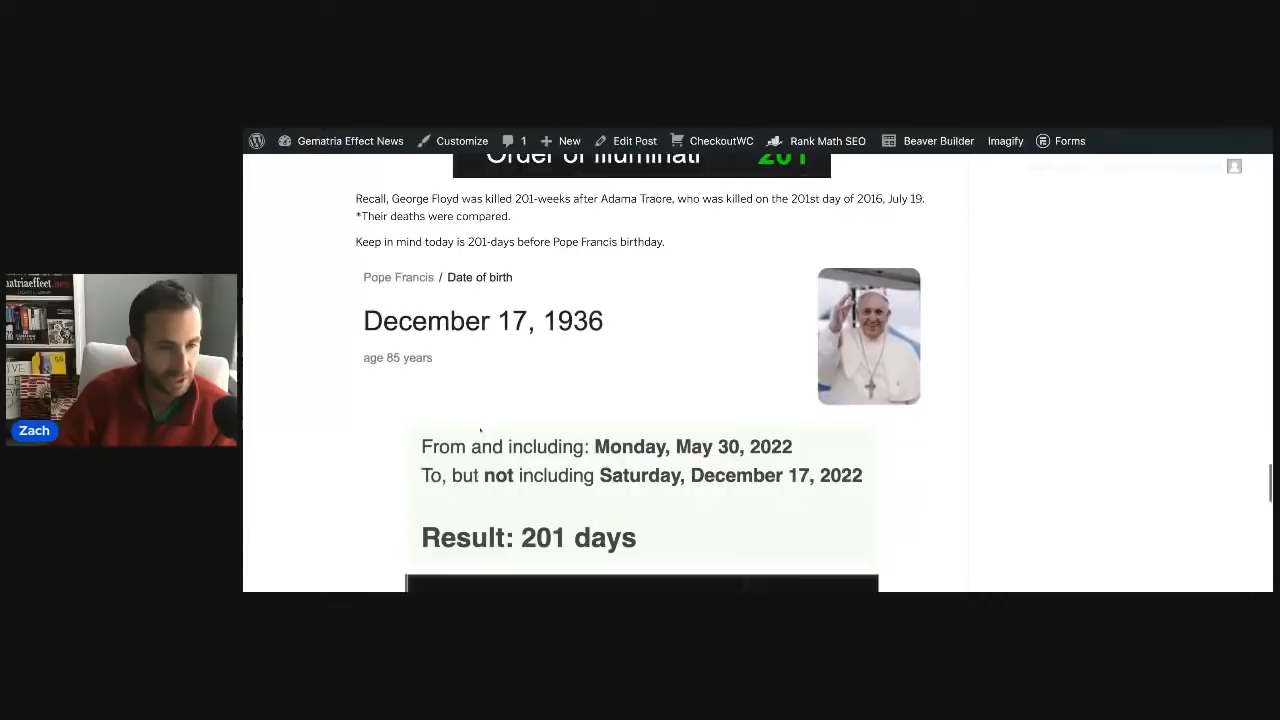 Gematria Effect News Customize 1 New Edit Post CheckoutWC Rank Math SEO Beaver Builder Imagify Forms
Order of Illuminati 201
Recall, George Floyd was killed 201-weeks after Adama Traore, who was killed on the 201st day of 2016, July 19.
*Their deaths were compared.
Keep in mind today is 201-days before Pope Francis birthday.
Pope Francis / Date of birth
December 17, 1936
age 85 years
Zach
From and including: Monday, May 30, 2022
To, but not including Saturday, December 17, 2022
Result: 201 days